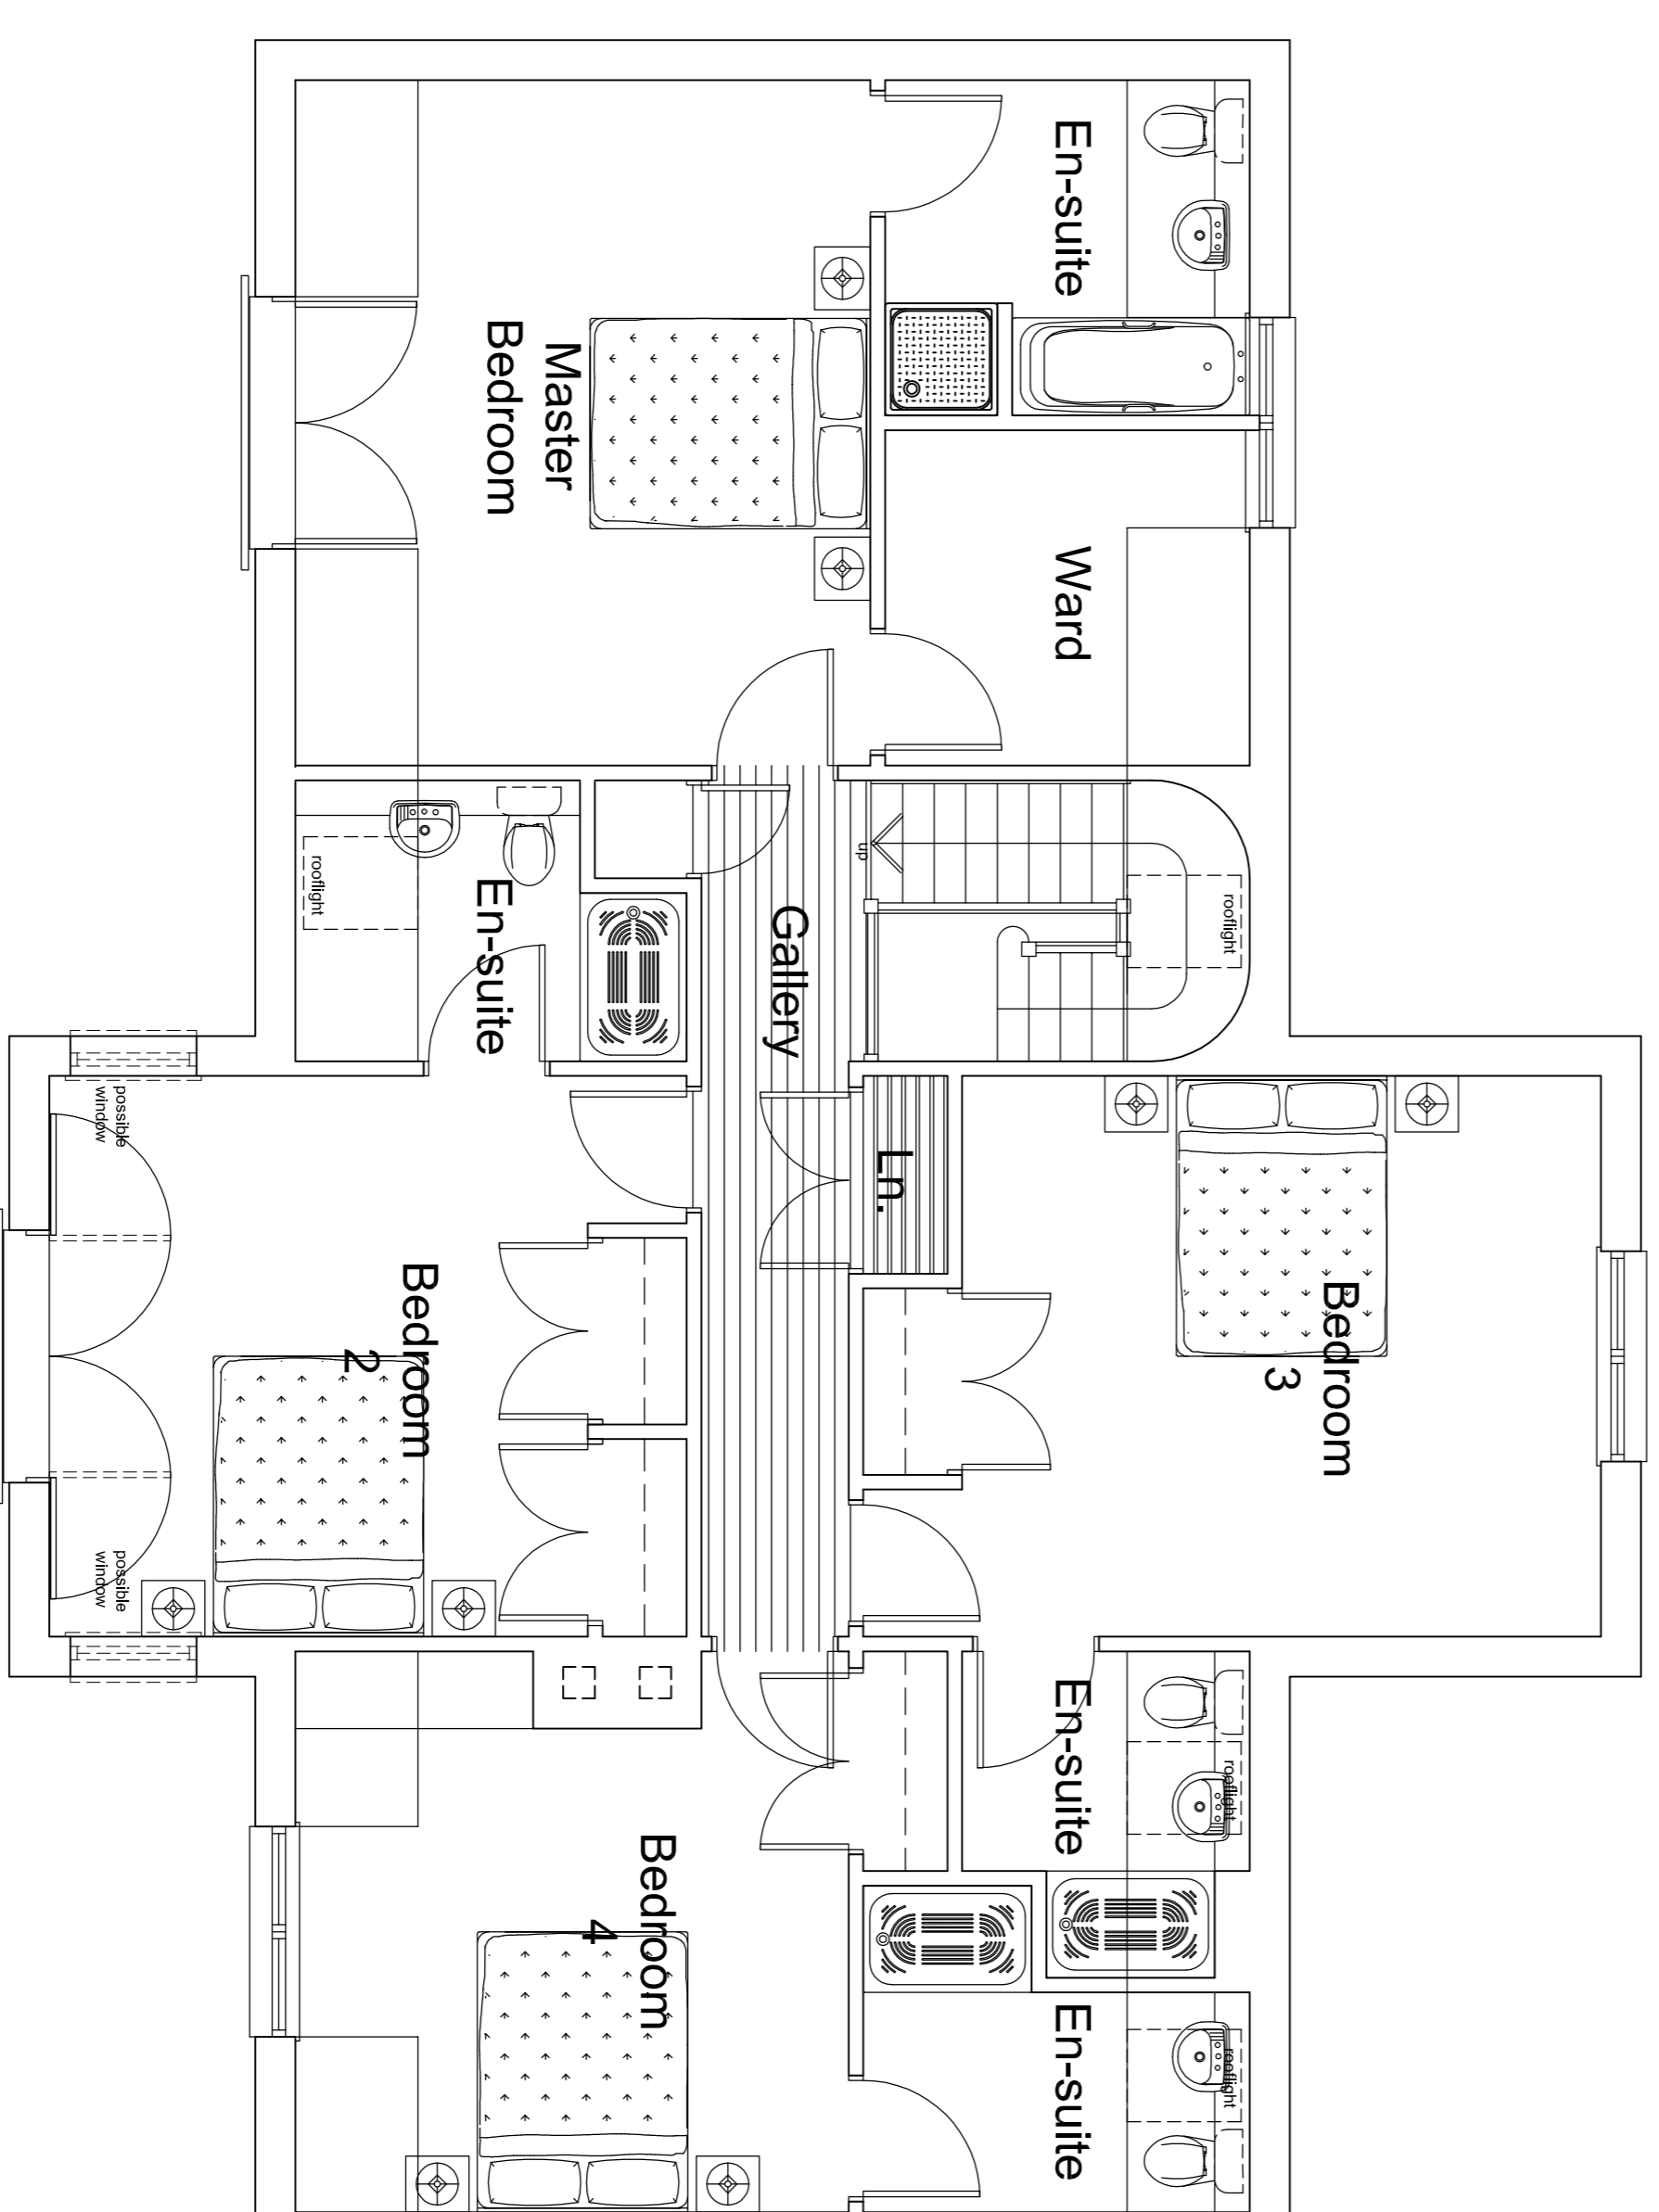 En-suite
Master
Bedroom
Ward
up
rooflight
rooflight
En-suite
Gallery
possible
window
Ln.
Bedroom
2
Bedroom
3
possible
window
En-suite
rooflight
Bedroom
4
En-suite
rooflight